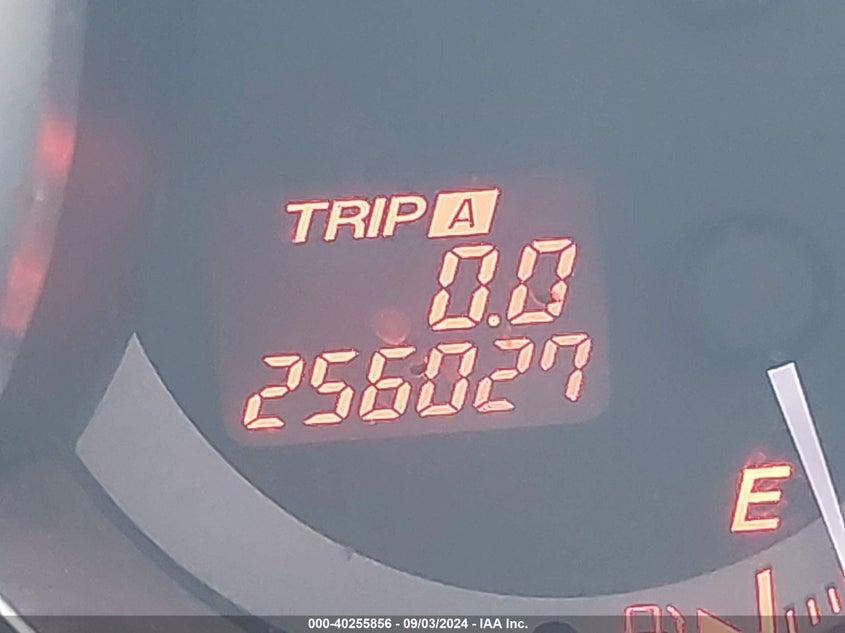 TRIP A
0.0
256027
E
000-40255856 - 09/03/2024 - IAA Inc.